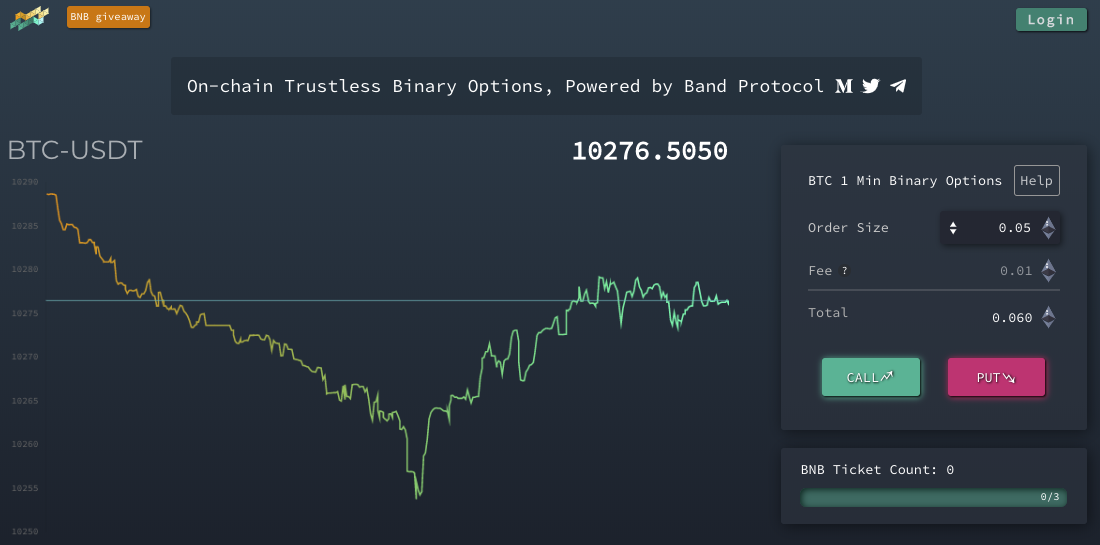 BNB giveaway
Login
On-chain Trustless Binary Options, Powered by Band Protocol
BTC-USDT
10276.5050
10290
10285
10280
10275
10270
10265
10260
10255
10250
BTC 1 Min Binary Options Help
Order Size 0.05
Fee ? 0.01
Total 0.060
CALL PUT
BNB Ticket Count: 0
0/3